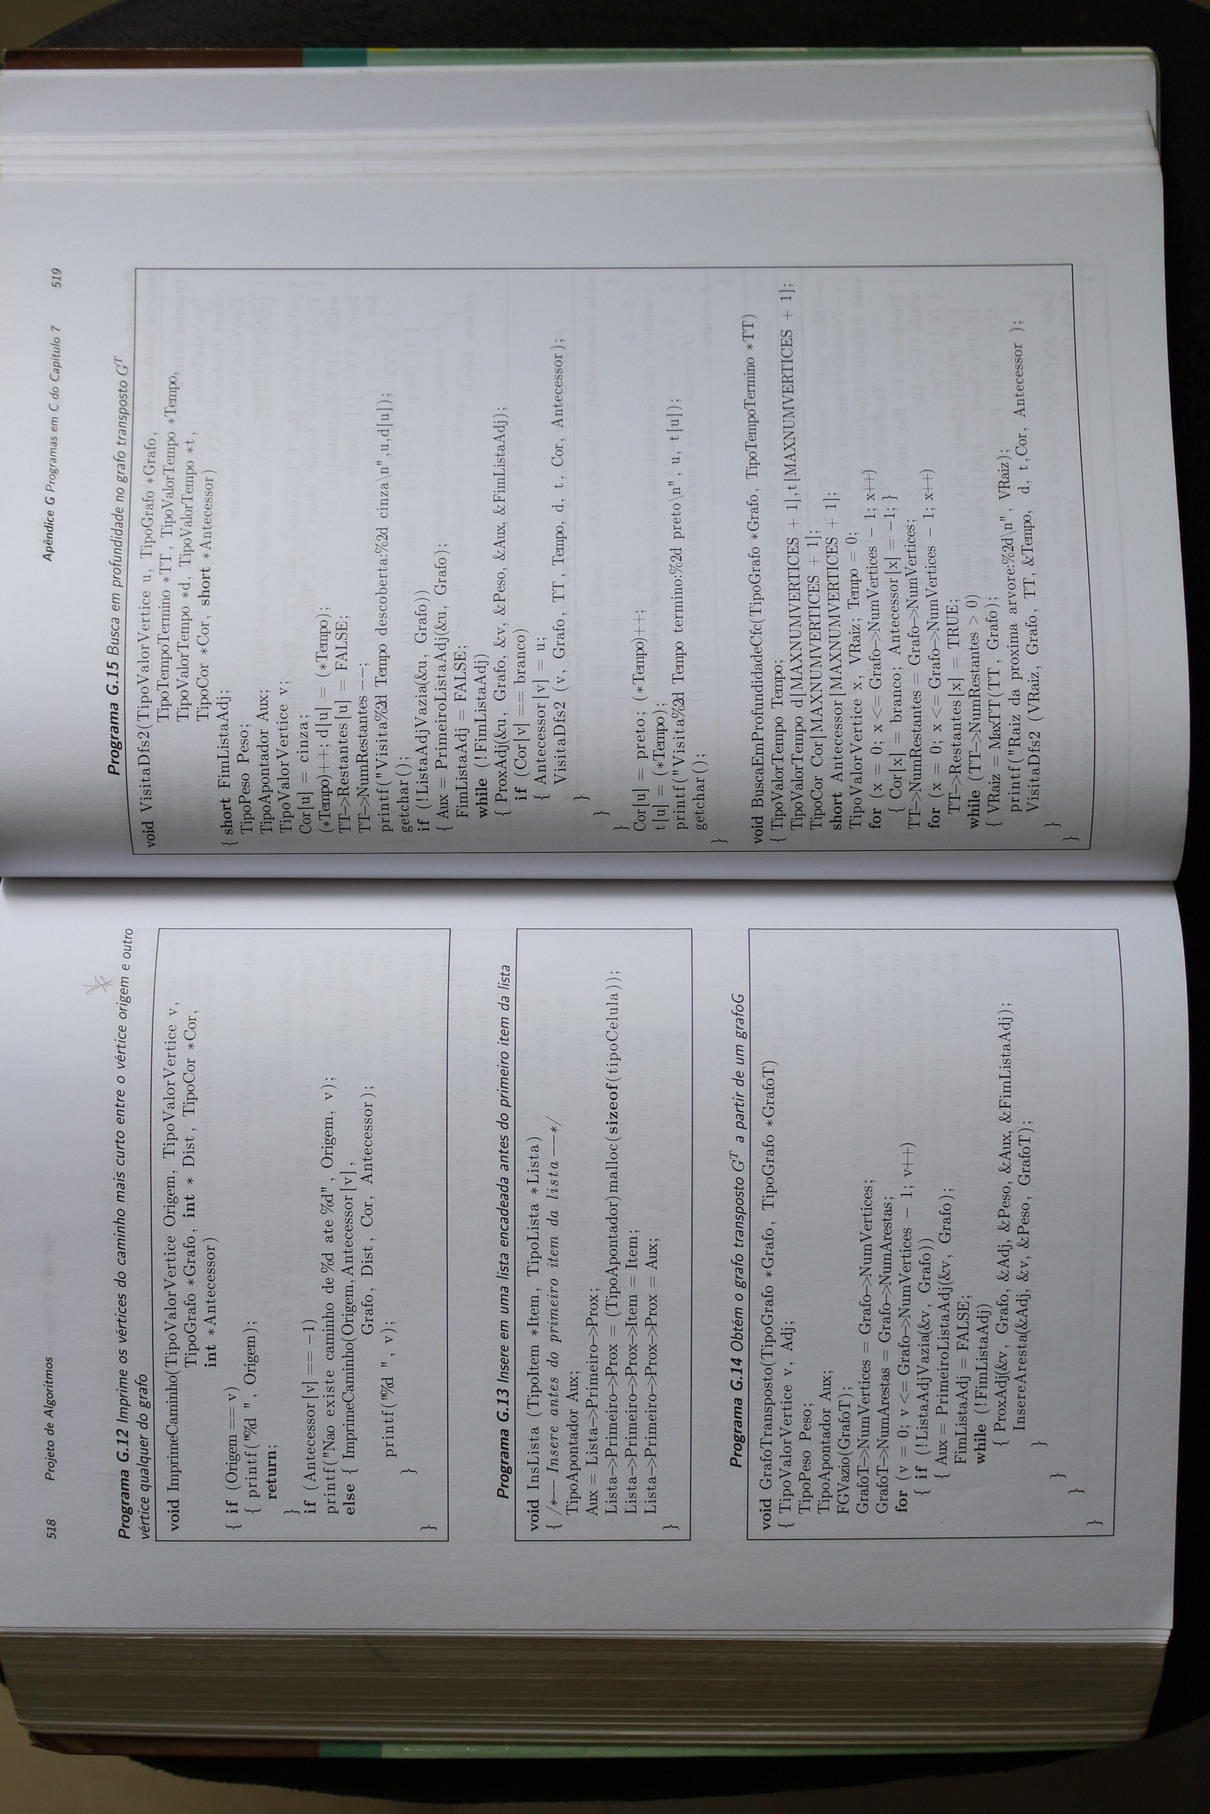 518 Projeto de Algoritmos
Programa G.12 Imprime os vértices do caminho mais curto entre o vértice origem e outro
vértice qualquer do grafo
void ImprimeCaminho(TipoValorVertice Origem, TipoValorVertice v,
TipoGrafo *Grafo, int * Dist, TipoCor *Cor,
int *Antecessor)
{ if (Origem == v)
{ printf("%d ", Origem);
return;
}
if (Antecessor[v] == -1)
printf("Nao existe caminho de %d ate %d", Origem, v);
else { ImprimeCaminho(Origem, Antecessor[v],
Grafo, Dist, Cor, Antecessor);
printf("%d ", v);
}
}
Programa G.13 Insere em uma lista encadeada antes do primeiro item da lista
void InsLista (TipoItem *Item, TipoLista *Lista)
{ /*-- Insere antes do primeiro item da lista --*/
TipoApontador Aux;
Aux = Lista->Primeiro->Prox;
Lista->Primeiro->Prox = (TipoApontador)malloc(sizeof(tipoCelula));
Lista->Primeiro->Prox->Item = Item;
Lista->Primeiro->Prox->Prox = Aux;
}
Programa G.14 Obtém o grafo transposto G^T a partir de um grafoG
void GrafoTransposto(TipoGrafo *Grafo, TipoGrafo *GrafoT)
{ TipoValorVertice v, Adj;
TipoPeso Peso;
TipoApontador Aux;
FGVazio(GrafoT);
GrafoT->NumVertices = Grafo->NumVertices;
GrafoT->NumArestas = Grafo->NumArestas;
for (v = 0; v <= Grafo->NumVertices - 1; v++)
{ if (!ListaAdjVazia(&v, Grafo))
{ Aux = PrimeiroListaAdj(&v, Grafo);
FimListaAdj = FALSE;
while (!FimListaAdj)
{ ProxAdj(&v, Grafo, &Adj, &Peso, &Aux, &FimListaAdj);
InsereAresta(&Adj, &v, &Peso, GrafoT);
}
}
}
}
Apêndice G Programas em C do Capítulo 7 519
Programa G.15 Busca em profundidade no grafo transposto G^T
void VisitaDfs2(TipoValorVertice u, TipoGrafo *Grafo,
TipoTempoTermino *TT, TipoValorTempo *Tempo,
TipoValorTempo *d, TipoValorTempo *t,
TipoCor *Cor, short *Antecessor)
{ short FimListaAdj;
TipoPeso Peso;
TipoApontador Aux;
TipoValorVertice v;
Cor[u] = cinza;
(*Tempo)++; d[u] = (*Tempo);
TT->Restantes[u] = FALSE;
TT->NumRestantes --;
printf("Visita%2d Tempo descoberta:%2d cinza\n",u,d[u]);
getchar();
if (!ListaAdjVazia(&u, Grafo))
{ Aux = PrimeiroListaAdj(&u, Grafo);
FimListaAdj = FALSE;
while (!FimListaAdj)
{ ProxAdj(&u, Grafo, &v, &Peso, &Aux, &FimListaAdj);
if (Cor[v] == branco)
{ Antecessor[v] = u;
VisitaDfs2 (v, Grafo, TT, Tempo, d, t, Cor, Antecessor);
}
}
}
Cor[u] = preto; (*Tempo)++;
t[u] = (*Tempo);
printf("Visita%2d Tempo termino:%2d preto\n", u, t[u]);
getchar();
}
void BuscaEmProfundidadeCfc(TipoGrafo *Grafo, TipoTempoTermino *TT)
{ TipoValorTempo Tempo;
TipoValorTempo d[MAXNUMVERTICES + 1],t[MAXNUMVERTICES + 1];
TipoCor Cor[MAXNUMVERTICES + 1];
short Antecessor[MAXNUMVERTICES + 1];
TipoValorVertice x, VRaiz; Tempo = 0;
for (x = 0; x <= Grafo->NumVertices - 1; x++)
{ Cor[x] = branco; Antecessor[x] = -1; }
TT->NumRestantes = Grafo->NumVertices;
for (x = 0; x <= Grafo->NumVertices - 1; x++)
TT->Restantes[x] = TRUE;
while (TT->NumRestantes > 0)
{ VRaiz = MaxTT(TT, Grafo);
printf("Raiz da proxima arvore:%2d\n", VRaiz);
VisitaDfs2 (VRaiz, Grafo, TT, &Tempo, d, t,Cor, Antecessor );
}
}